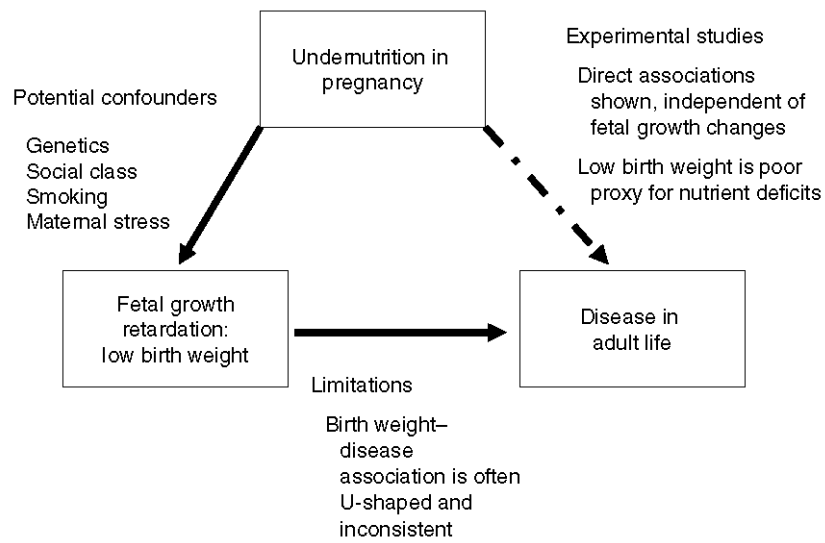 Undernutrition in
pregnancy
Experimental studies
Direct associations
shown, independent of
fetal growth changes
Low birth weight is poor
proxy for nutrient deficits
Potential confounders
Genetics
Social class
Smoking
Maternal stress
Fetal growth
retardation:
low birth weight
Disease in
adult life
Limitations
Birth weight–
disease
association is often
U-shaped and
inconsistent